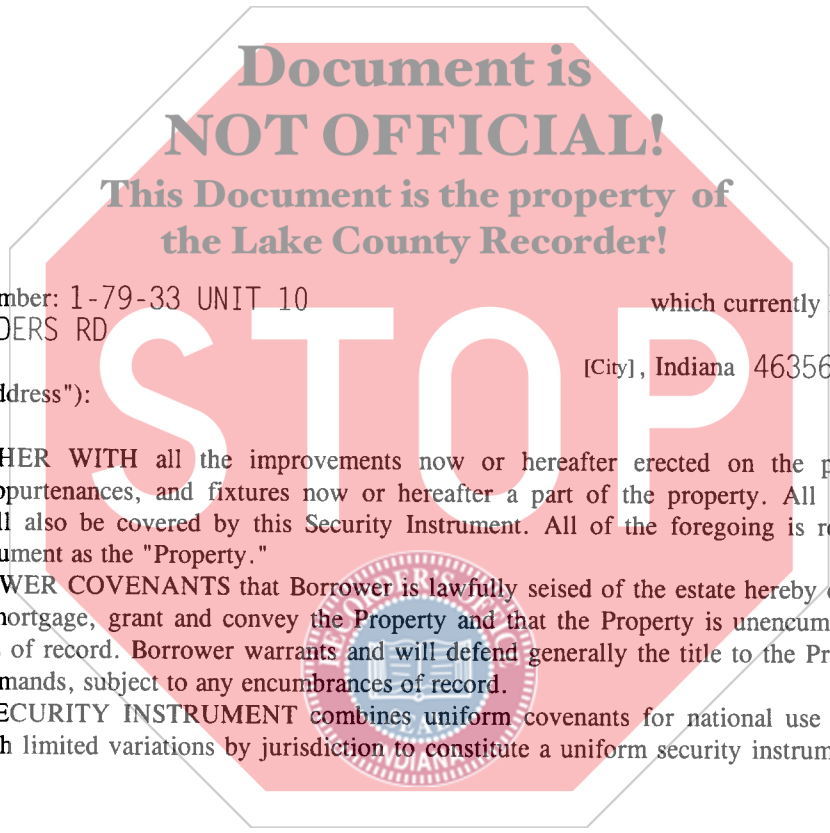 Document is
NOT OFFICIAL!
This Document is the property of
the Lake County Recorder!
mber: 1-79-33 UNIT 10 which currently
DERS RD
[City], Indiana 46356
ddress"):
STOP
HER WITH all the improvements now or hereafter erected on the p
ppurtenances, and fixtures now or hereafter a part of the property. All
ll also be covered by this Security Instrument. All of the foregoing is re
ument as the "Property."
WER COVENANTS that Borrower is lawfully seised of the estate hereby
nortgage, grant and convey the Property and that the Property is unencum
of record. Borrower warrants and will defend generally the title to the Pr
mands, subject to any encumbrances of record.
ECURITY INSTRUMENT combines uniform covenants for national use
h limited variations by jurisdiction to constitute a uniform security instrum
RECORDER'S OFFICE
SEAL
INDIANA